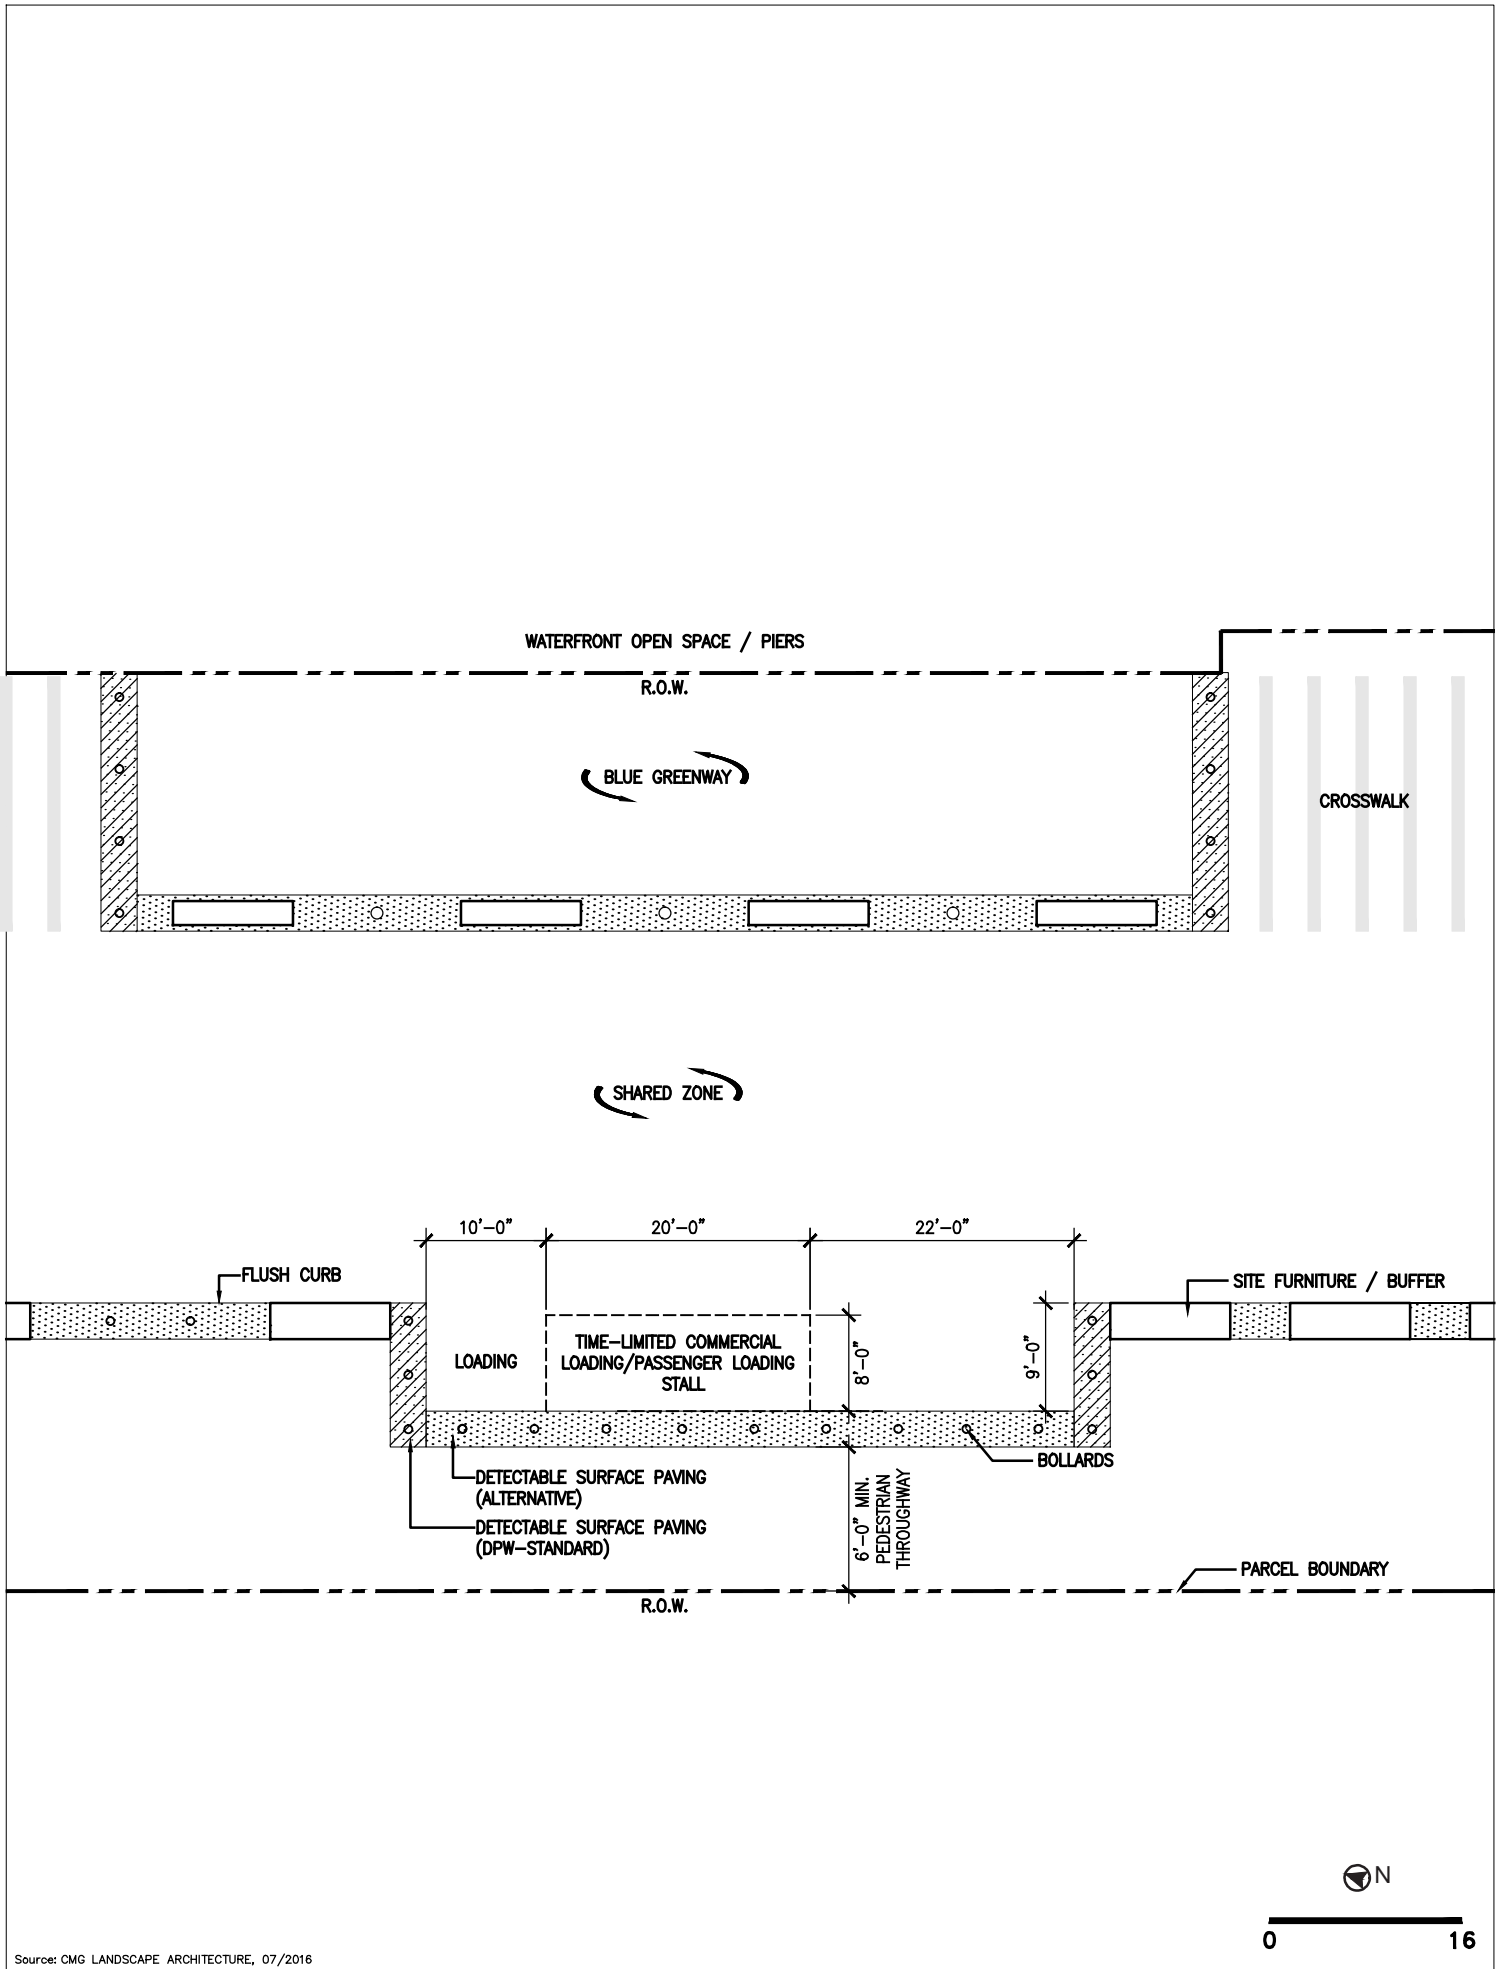 WATERFRONT OPEN SPACE / PIERS
R.O.W.
BLUE GREENWAY
CROSSWALK
SHARED ZONE
10'-0"
20'-0"
22'-0"
FLUSH CURB
SITE FURNITURE / BUFFER
LOADING
TIME-LIMITED COMMERCIAL
LOADING/PASSENGER LOADING
STALL
8'-0"
9'-0"
BOLLARDS
DETECTABLE SURFACE PAVING
(ALTERNATIVE)
DETECTABLE SURFACE PAVING
(DPW-STANDARD)
6'-0" MIN.
PEDESTRIAN
THROUGHWAY
PARCEL BOUNDARY
R.O.W.
N
0 16
Source: CMG LANDSCAPE ARCHITECTURE, 07/2016